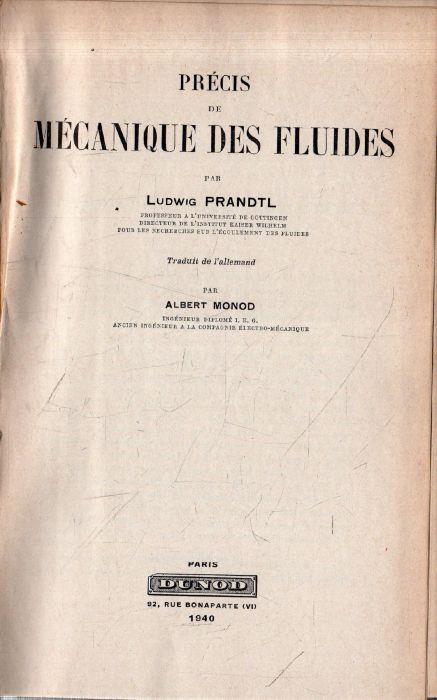 PRÉCIS
DE
MÉCANIQUE DES FLUIDES
PAR
LUDWIG PRANDTL
PROFESSEUR A L'UNIVERSITÉ DE GÖTTINGEN
DIRECTEUR DE L'INSTITUT KAISER WILHELM
POUR LES RECHERCHES SUR L'ÉCOULEMENT DES FLUIDES
Traduit de l'allemand
PAR
ALBERT MONOD
INGÉNIEUR DIPLOMÉ I. E. G.
ANCIEN INGÉNIEUR A LA COMPAGNIE ÉLECTRO-MÉCANIQUE
PARIS
DUNOD
92, RUE BONAPARTE (VI)
1940